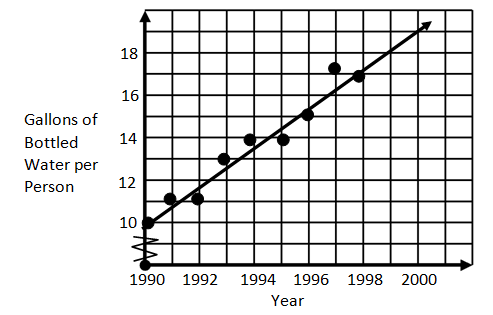 18
16
14
12
10
Gallons of
Bottled
Water per
Person
1990 1992 1994 1996 1998 2000
Year